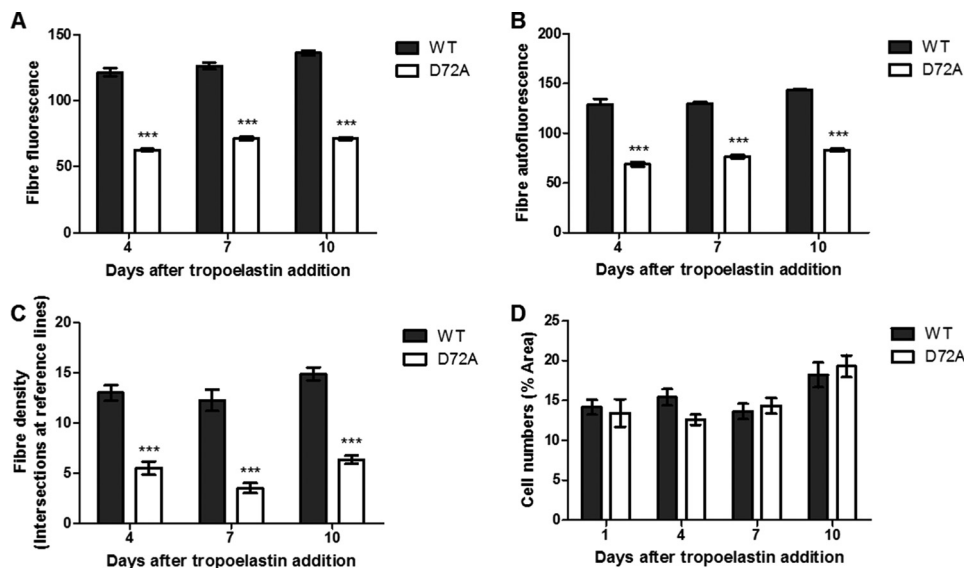 A
Fibre fluorescence
150
100
50
0
***
***
***
4
7
10
Days after tropoelastin addition
WT
D72A
B
Fibre autofluorescence
200
150
100
50
0
***
***
***
4
7
10
Days after tropoelastin addition
WT
D72A
C
Fibre density
(Intersections at reference lines)
20
15
10
5
0
***
***
***
4
7
10
Days after tropoelastin addition
WT
D72A
D
Cell numbers (% Area)
25
20
15
10
5
0
1
4
7
10
Days after tropoelastin addition
WT
D72A